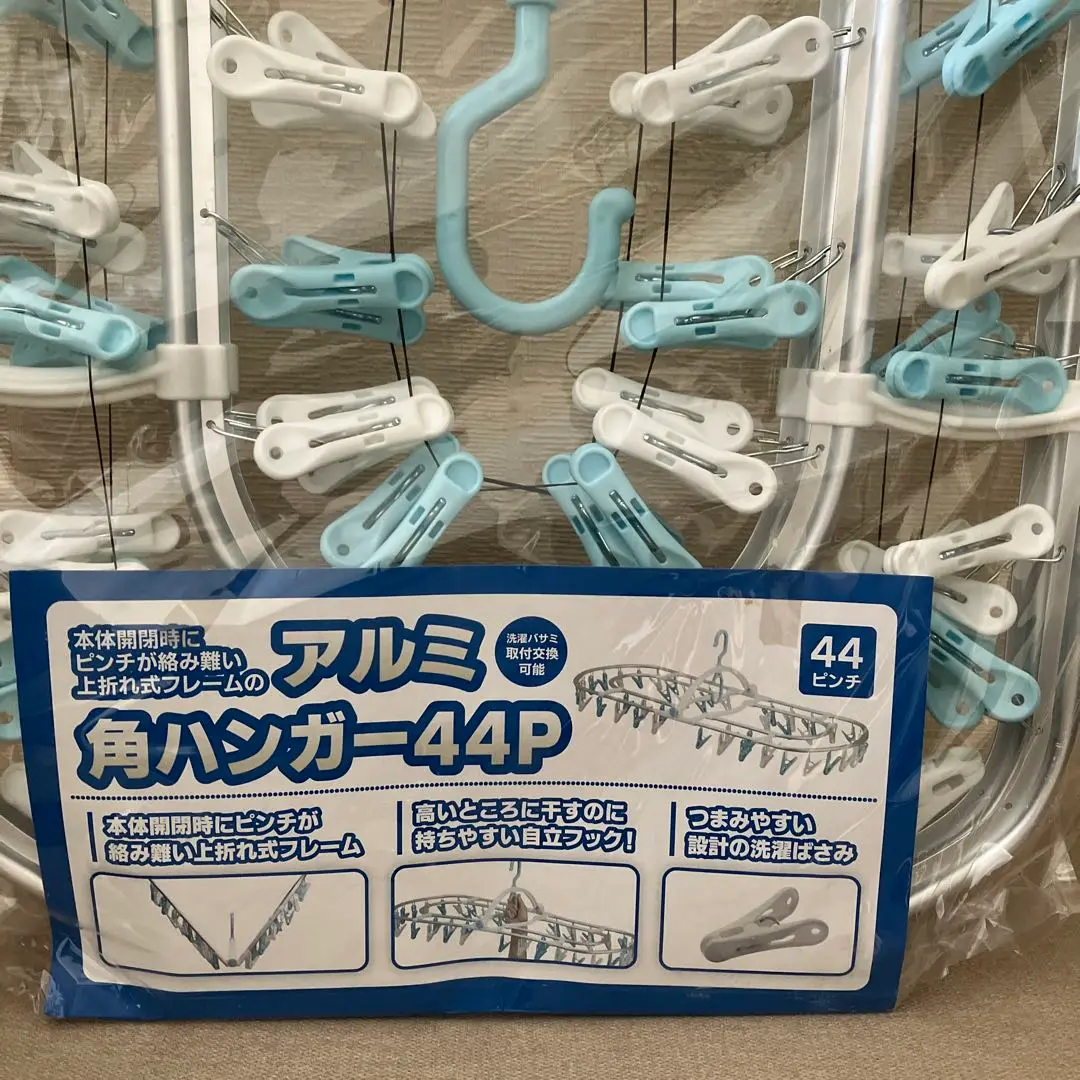 本体開閉時に
ピンチが絡み難い
上折れ式フレームの
アルミ
洗濯バサミ
取付交換
可能
44
ピンチ
角ハンガー44P
本体開閉時にピンチが
絡み難い上折れ式フレーム
高いところに干すのに
持ちやすい自立フック!
つまみやすい
設計の洗濯ばさみ